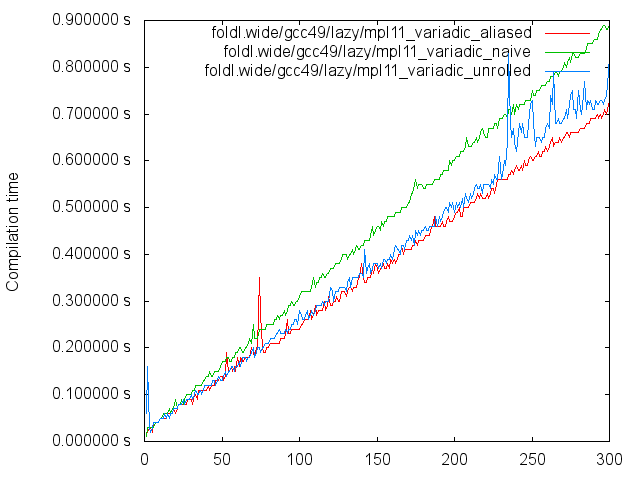 0.900000 s
0.800000 s
0.700000 s
0.600000 s
0.500000 s
0.400000 s
0.300000 s
0.200000 s
0.100000 s
0.000000 s
Compilation time
foldl.wide/gcc49/lazy/mpl11_variadic_aliased
foldl.wide/gcc49/lazy/mpl11_variadic_naive
foldl.wide/gcc49/lazy/mpl11_variadic_unrolled
0 50 100 150 200 250 300